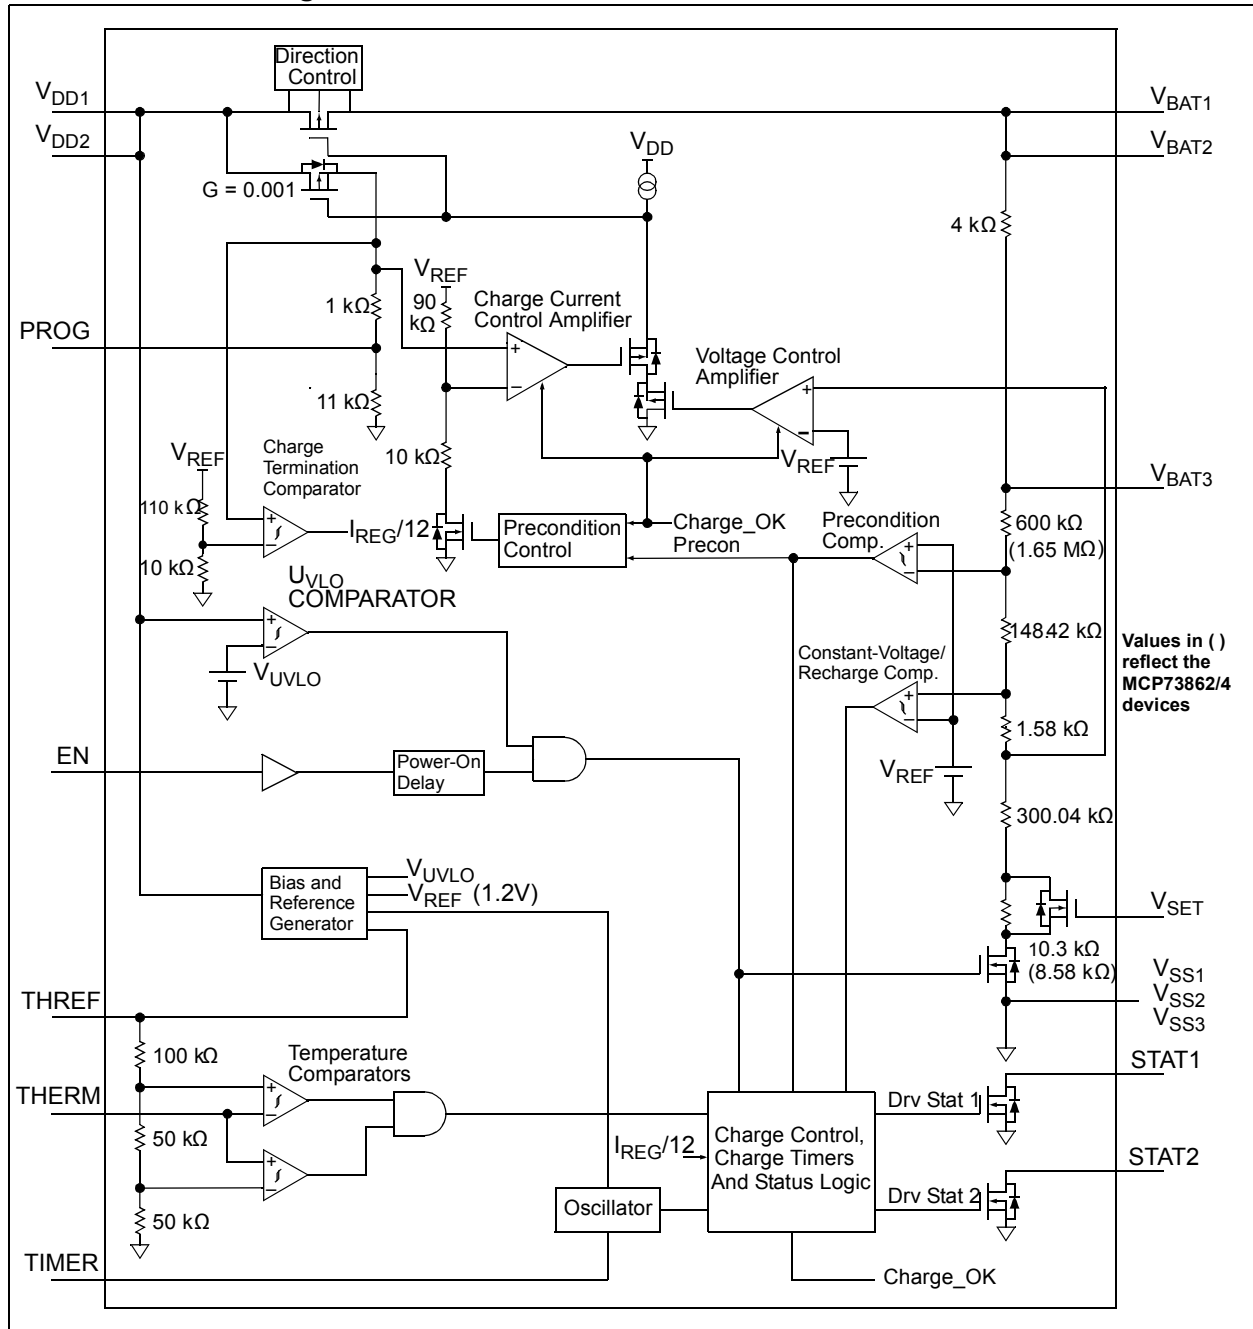 Direction
Control
VDD1
VDD2
VBAT1
VBAT2
G = 0.001
VDD
4 kΩ
VREF
90
kΩ
1 kΩ
Charge Current
Control Amplifier
+
−
PROG
Voltage Control
Amplifier
+
−
11 kΩ
VREF
Charge
Termination
Comparator
10 kΩ
VREF
VBAT3
110 kΩ
+
−
IREG/12
Precondition
Control
Charge_OK
Precon
Precondition
Comp.
+
−
600 kΩ
(1.65 MΩ)
10 kΩ
UVLO
COMPARATOR
+
−
VUVLO
148.42 kΩ
Constant-Voltage/
Recharge Comp.
+
−
Values in ( )
reflect the
MCP73862/4
devices
1.58 kΩ
EN
Power-On
Delay
VREF
300.04 kΩ
Bias and
Reference
Generator
VUVLO
VREF (1.2V)
VSET
10.3 kΩ
(8.58 kΩ)
VSS1
VSS2
VSS3
THREF
100 kΩ
Temperature
Comparators
STAT1
THERM
+
−
Drv Stat 1
50 kΩ
+
−
IREG/12
Charge Control,
Charge Timers
And Status Logic
STAT2
Drv Stat 2
50 kΩ
Oscillator
TIMER
Charge_OK